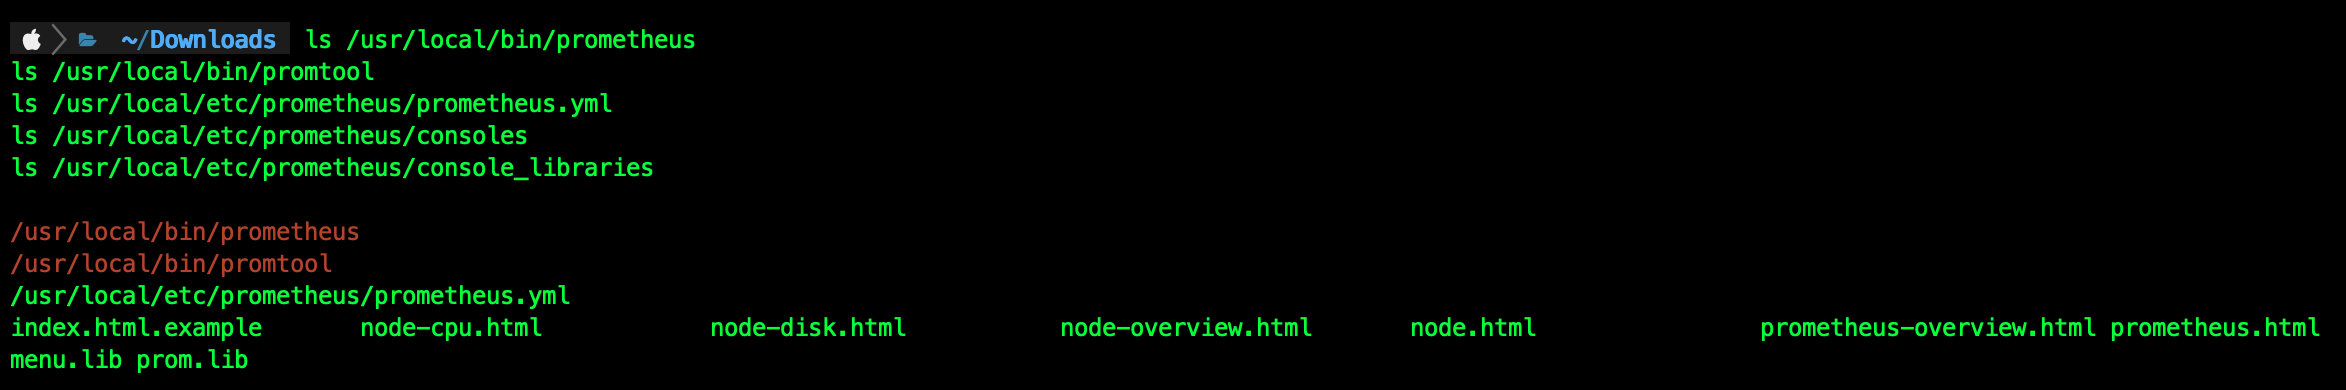 ~/Downloads ls /usr/local/bin/prometheus
ls /usr/local/bin/promtool
ls /usr/local/etc/prometheus/prometheus.yml
ls /usr/local/etc/prometheus/consoles
ls /usr/local/etc/prometheus/console_libraries
/usr/local/bin/prometheus
/usr/local/bin/promtool
/usr/local/etc/prometheus/prometheus.yml
index.html.example node-cpu.html node-disk.html node-overview.html node.html prometheus-overview.html prometheus.html
menu.lib prom.lib